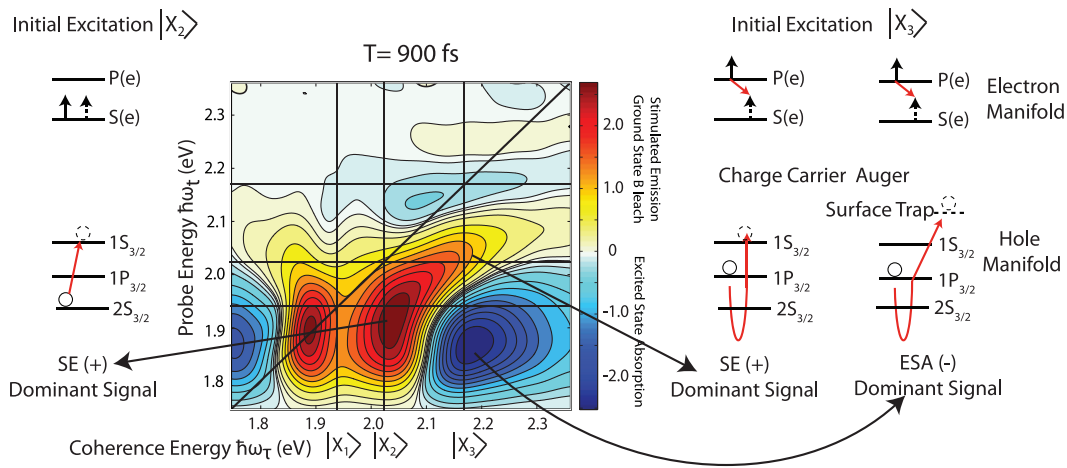 Initial Excitation |X₂⟩
P(e)
S(e)
1S₃/₂
1P₃/₂
2S₃/₂
SE (+)
Dominant Signal
T= 900 fs
Probe Energy ħωt (eV)
2.3
2.2
2.1
2.0
1.9
1.8
1.8 1.9 2.0 2.1 2.2 2.3
Coherence Energy ħωτ (eV) |X₁⟩ |X₂⟩ |X₃⟩
2.0
1.0
0
-1.0
-2.0
Stimulated Emission
Ground State B leach
Excited State Absorption
Initial Excitation |X₃⟩
P(e) P(e)
S(e) S(e)
Electron
Manifold
Charge Carrier Auger
Surface Trap
1S₃/₂ 1S₃/₂
1P₃/₂ 1P₃/₂
2S₃/₂ 2S₃/₂
Hole
Manifold
SE (+) ESA (-)
Dominant Signal Dominant Signal